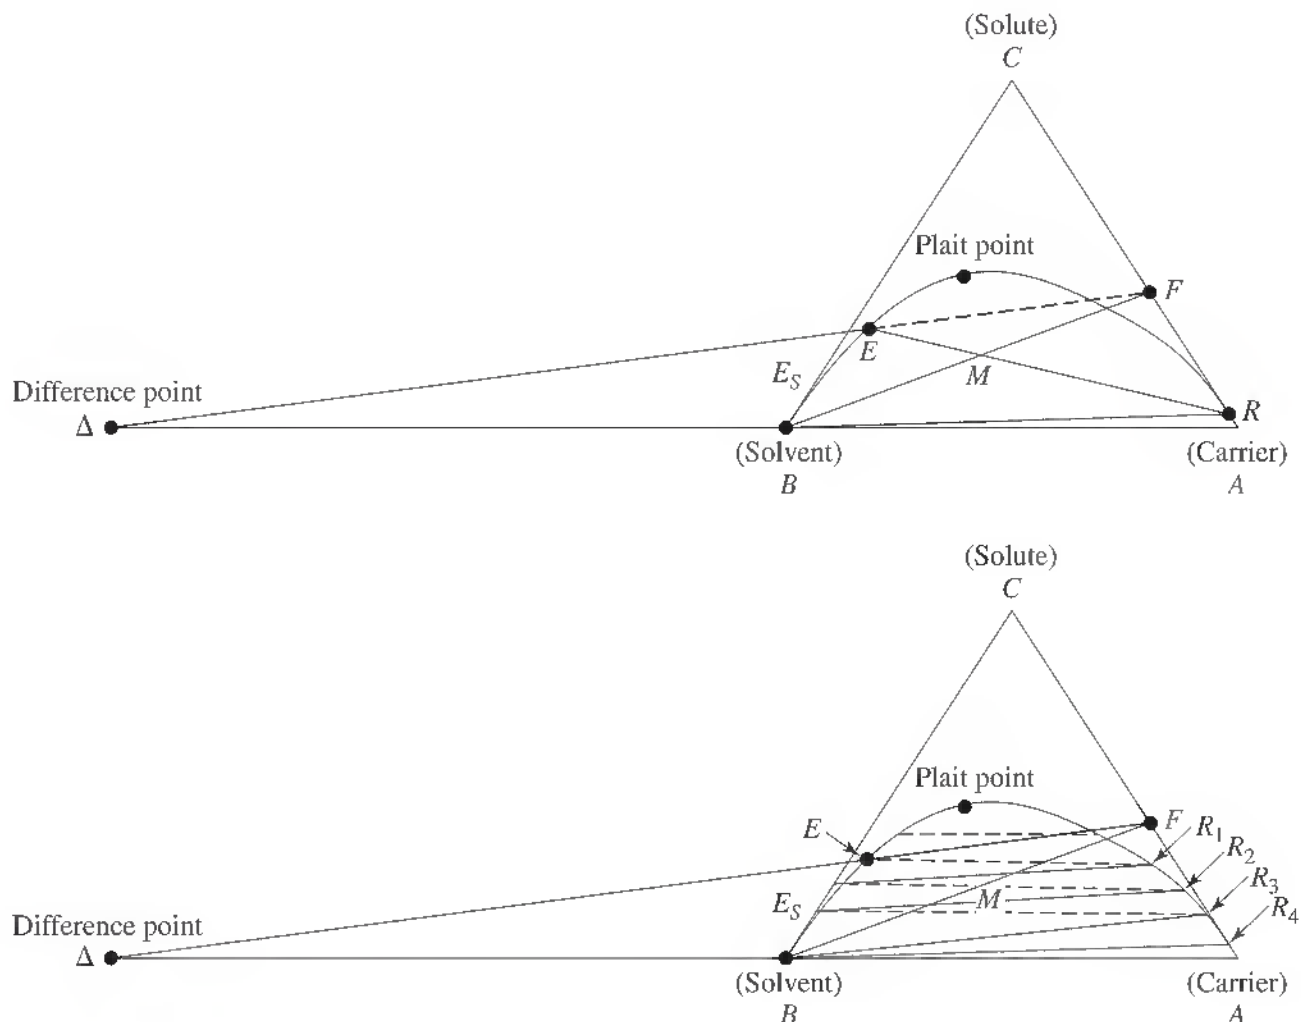 (Solute)
C
Plait point
F
E
E_S
M
Difference point
Δ
R
(Solvent)
B
(Carrier)
A
(Solute)
C
Plait point
E
F
R_1
R_2
E_S
M
R_3
R_4
Difference point
Δ
(Solvent)
B
(Carrier)
A